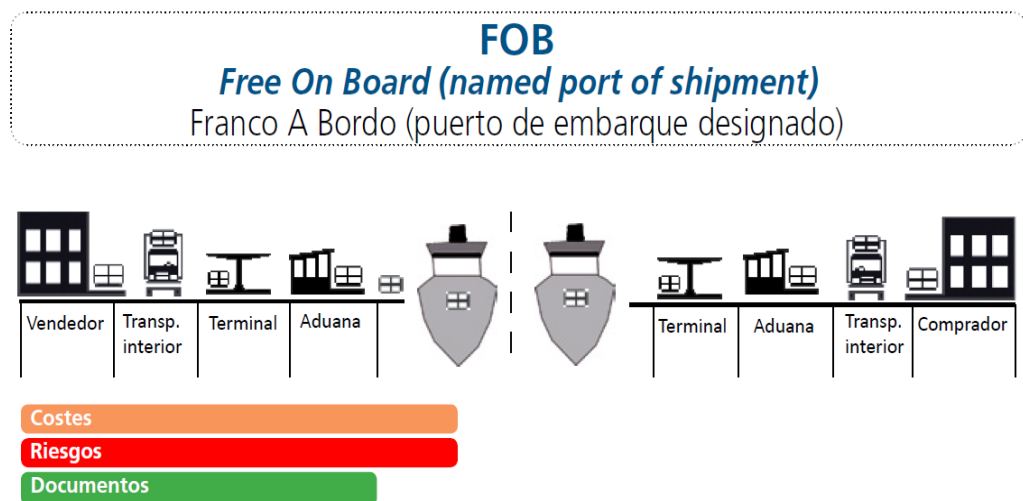 FOB
Free On Board (named port of shipment)
Franco A Bordo (puerto de embarque designado)
Vendedor
Transp.
interior
Terminal
Aduana
Terminal
Aduana
Transp.
interior
Comprador
Costes
Riesgos
Documentos